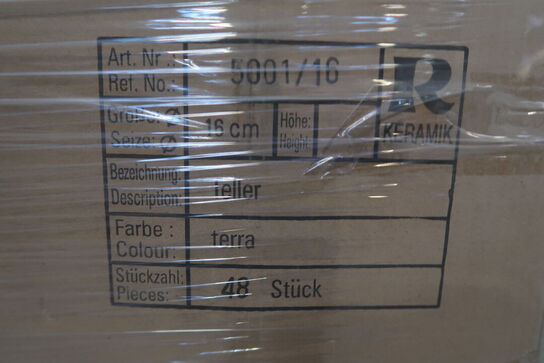 Art. Nr.:
Ref. No.: 5001/16
R
KERAMIK
Größe: Ø
Seize: Ø 16 cm
Höhe:
Height:
Bezeichnung:
Description: Teller
Farbe :
Colour: terra
Stückzahl:
Pieces: 48 Stück